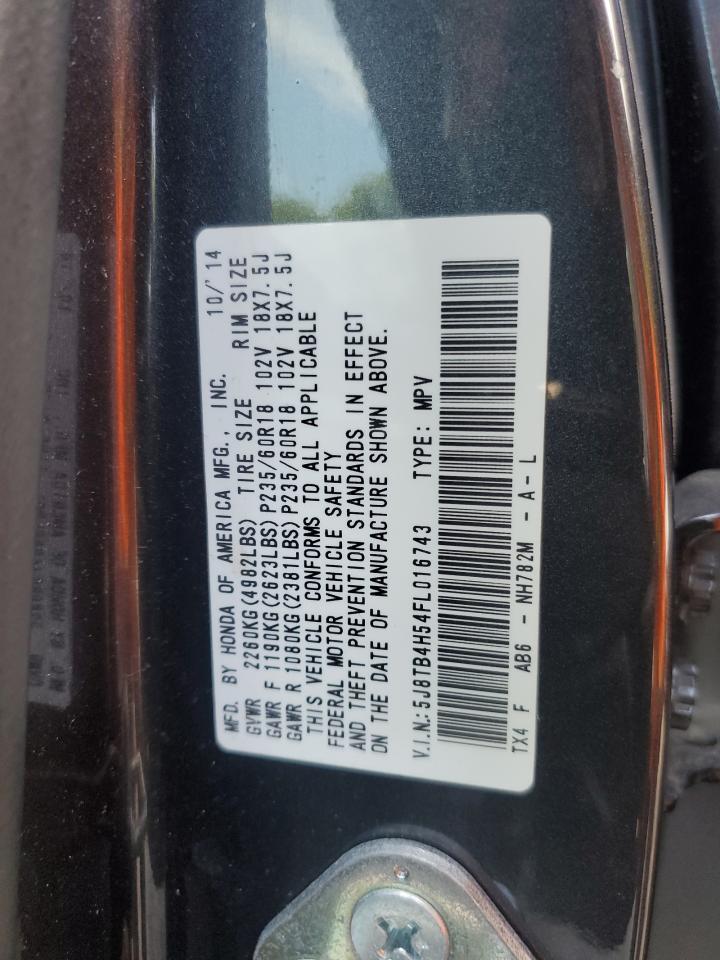 MFD. BY HONDA OF AMERICA MFG., INC. 10/'14
GVWR 2260KG(4982LBS) TIRE SIZE RIM SIZE
GAWR F 1190KG(2623LBS)P235/60R18 102V 18X7.5J
GAWR R 1080KG(2381LBS)P235/60R18 102V 18X7.5J
THIS VEHICLE CONFORMS TO ALL APPLICABLE
FEDERAL MOTOR VEHICLE SAFETY
AND THEFT PREVENTION STANDARDS IN EFFECT
ON THE DATE OF MANUFACTURE SHOWN ABOVE.
V.I.N.:5J8TB4H54FL016743 TYPE: MPV
TX4 F AB6 - NH782M - A - L